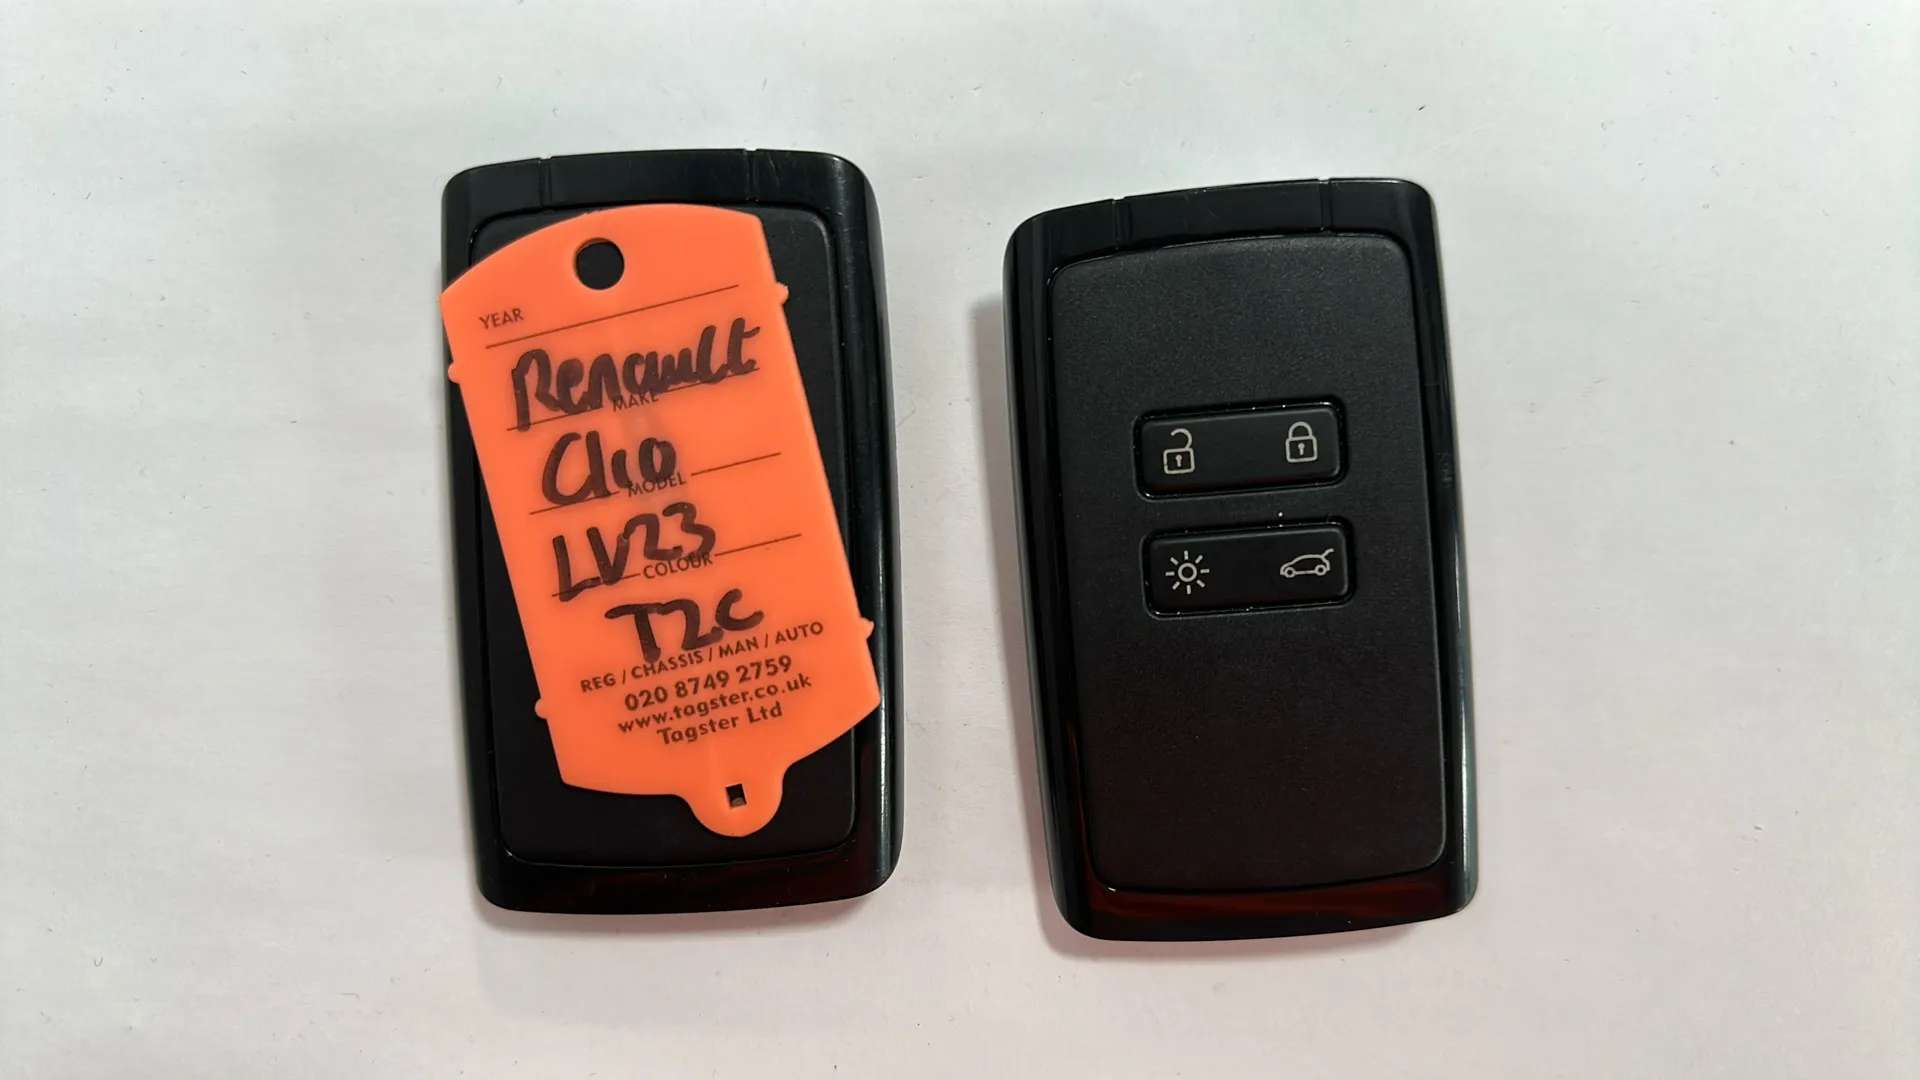 YEAR
Renault
MAKE
Clio
MODEL
LV23
COLOUR
TZC
REG / CHASSIS / MAN / AUTO
020 8749 2759
www.tagster.co.uk
Tagster Ltd